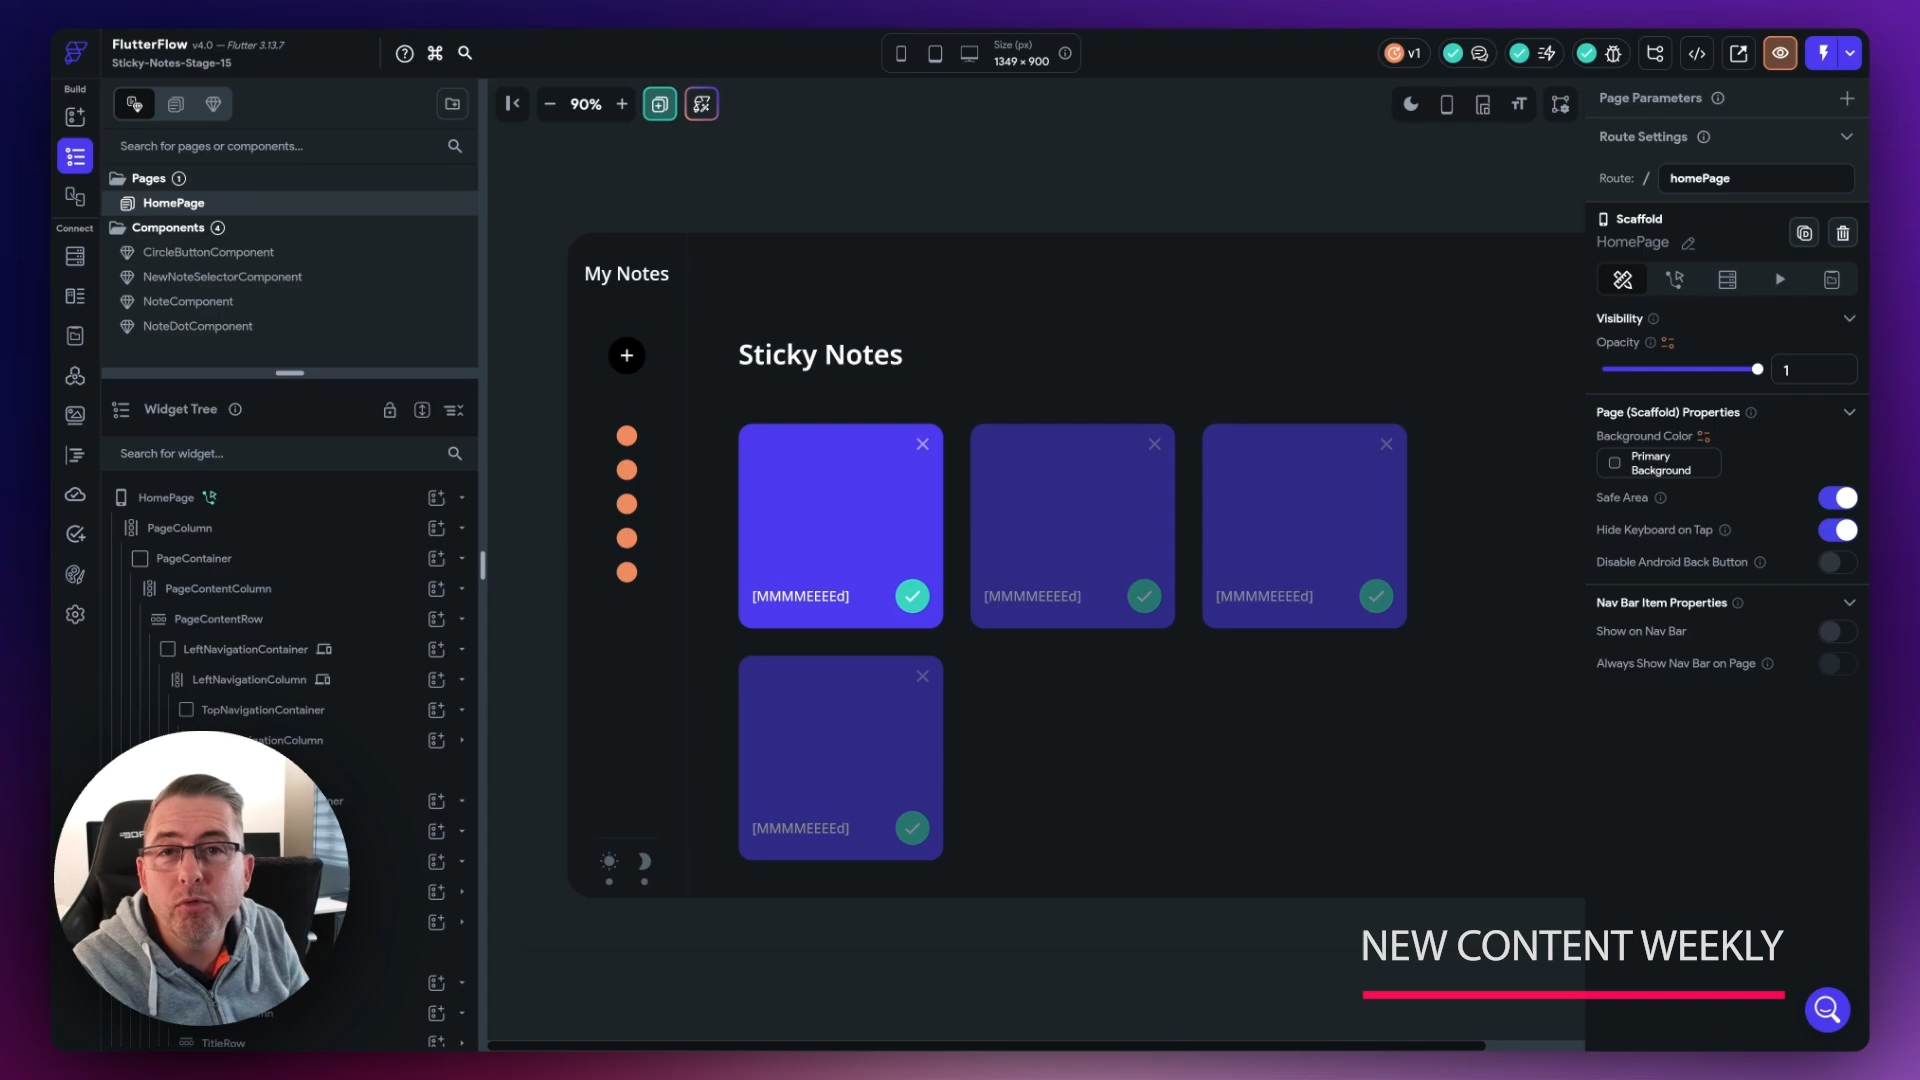 FlutterFlow v4.0 — Flutter 3.13.7
Sticky-Notes-Stage-15
Size (px)
1349 × 900
v1
Build
Connect
90%
Search for pages or components...
Pages 1
HomePage
Components 4
CircleButtonComponent
NewNoteSelectorComponent
NoteComponent
NoteDotComponent
Widget Tree
Search for widget...
HomePage
PageColumn
PageContainer
PageContentColumn
PageContentRow
LeftNavigationContainer
LeftNavigationColumn
TopNavigationContainer
TitleRow
My Notes
+
Sticky Notes
[MMMMEEEEd]
[MMMMEEEEd]
[MMMMEEEEd]
[MMMMEEEEd]
Page Parameters
Route Settings
Route: / homePage
Scaffold
HomePage
Visibility
Opacity
1
Page (Scaffold) Properties
Background Color
Primary
Background
Safe Area
Hide Keyboard on Tap
Disable Android Back Button
Nav Bar Item Properties
Show on Nav Bar
Always Show Nav Bar on Page
NEW CONTENT WEEKLY